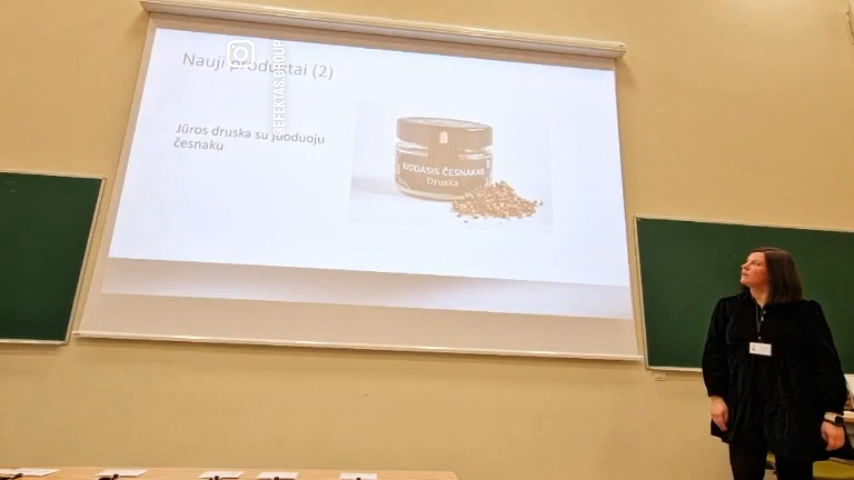 Nauji produktai (2)
@EFEKTAS.GROUP
Jūros druska su juoduoju
česnaku
JUODASIS ČESNAKAS
Druska